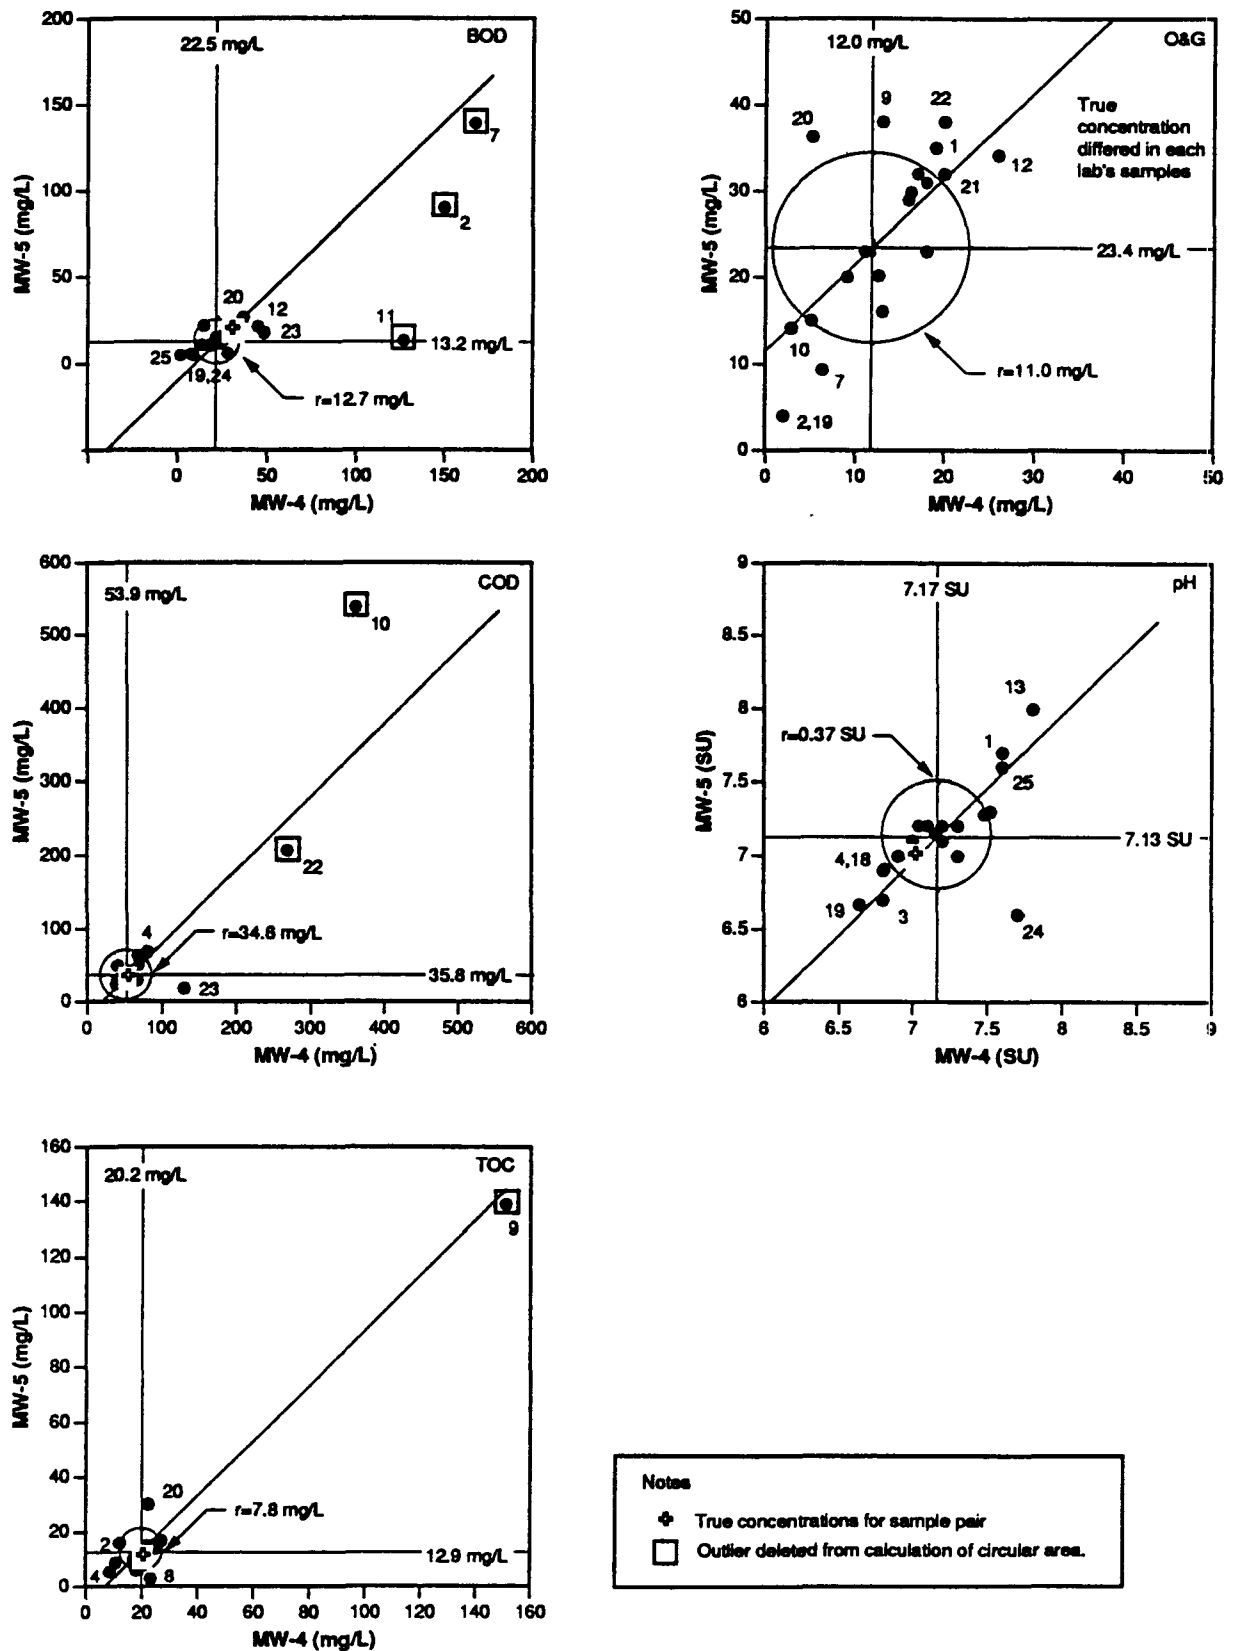 BOD
22.5 mg/L
200
150
100
50
0
MW-5 (mg/L)
7
2
20
12
11
23
25
19,24
13.2 mg/L
r=12.7 mg/L
0
50
100
150
200
MW-4 (mg/L)
O&G
12.0 mg/L
50
40
30
20
10
0
MW-5 (mg/L)
True
concentration
differed in each
lab's samples
9
22
20
1
12
21
23.4 mg/L
10
7
2,19
r=11.0 mg/L
0
10
20
30
40
50
MW-4 (mg/L)
COD
53.9 mg/L
600
500
400
300
200
100
0
MW-5 (mg/L)
10
22
4
r=34.6 mg/L
35.8 mg/L
23
0
100
200
300
400
500
600
MW-4 (mg/L)
pH
7.17 SU
9
8.5
8
7.5
7
6.5
6
MW-5 (SU)
13
r=0.37 SU
1
25
7.13 SU
4,18
19
3
24
6
6.5
7
7.5
8
8.5
9
MW-4 (SU)
TOC
20.2 mg/L
160
140
120
100
80
60
40
20
0
MW-5 (mg/L)
9
20
r=7.8 mg/L
2
12.9 mg/L
4
8
0
20
40
60
80
100
120
140
160
MW-4 (mg/L)
Notes
True concentrations for sample pair
Outlier deleted from calculation of circular area.